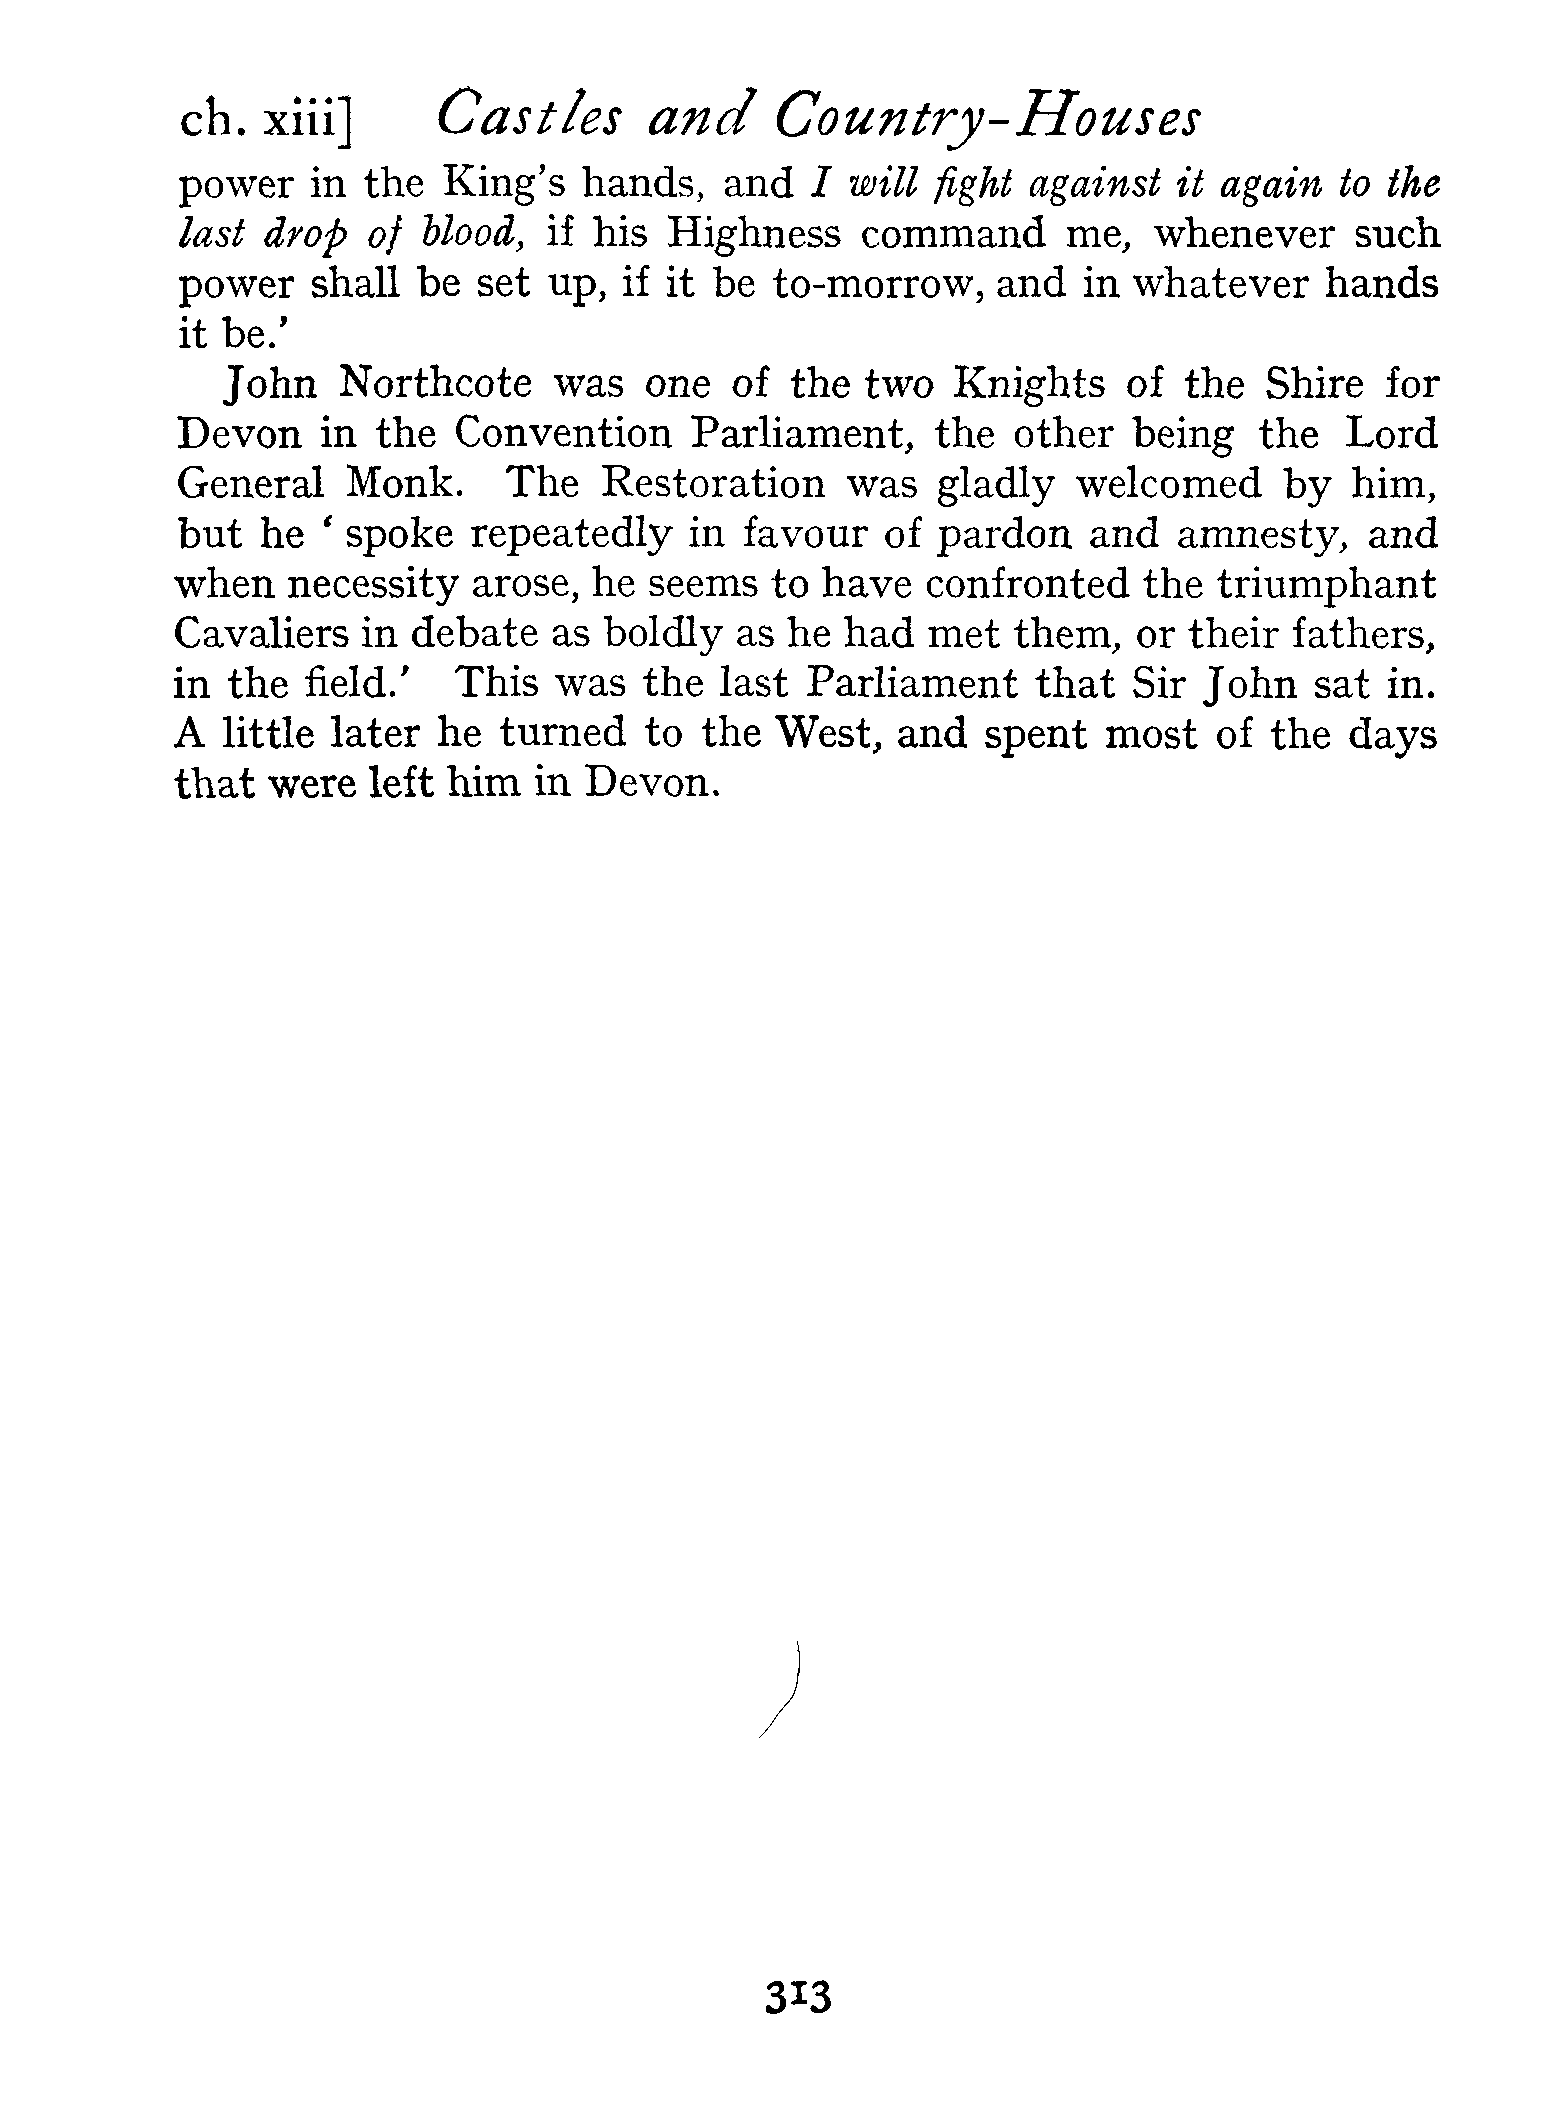 ch. xiii] Castles and Country-Houses
power in the King's hands, and I will fight against it again to the
last drop of blood, if his Highness command me, whenever such
power shall be set up, if it be to-morrow, and in whatever hands
it be.'
John Northcote was one of the two Knights of the Shire for
Devon in the Convention Parliament, the other being the Lord
General Monk. The Restoration was gladly welcomed by him,
but he ‘ spoke repeatedly in favour of pardon and amnesty, and
when necessity arose, he seems to have confronted the triumphant
Cavaliers in debate as boldly as he had met them, or their fathers,
in the field.’ This was the last Parliament that Sir John sat in.
A little later he turned to the West, and spent most of the days
that were left him in Devon.
313